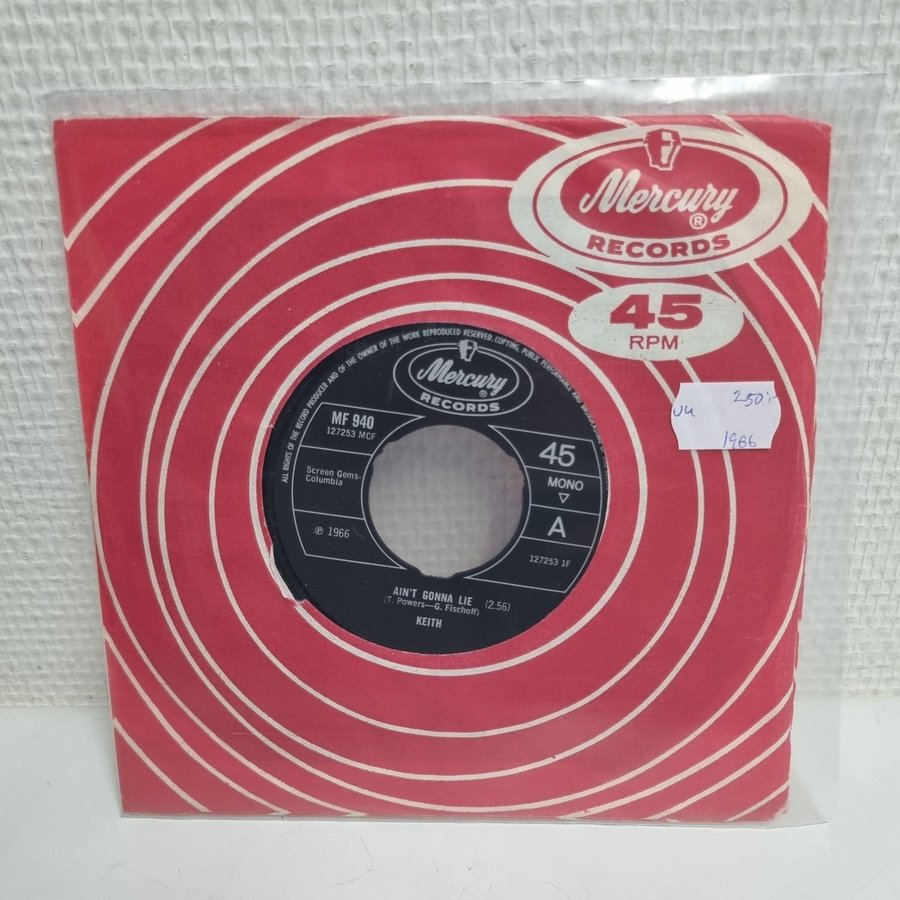 Mercury
®
RECORDS
45
RPM
250:-
1966
ALL RIGHTS OF THE RECORD PRODUCER AND OF THE OWNER OF THE WORK REPRODUCED RESERVED. COPYING, PUBLIC PERFORMANCE AND
Mercury
®
RECORDS
MF 940
127253 MCF
Screen Gems-
Columbia
℗ 1966
45
MONO
A
127253 1F
AIN'T GONNA LIE (2.56)
(T. Powers—G. Fischoff)
KEITH